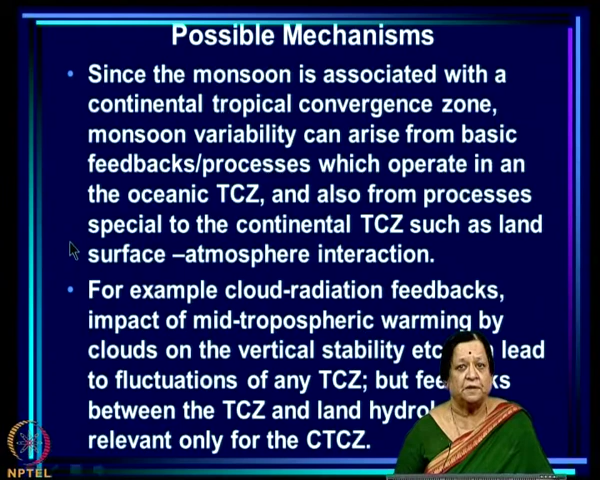 Possible Mechanisms
• Since the monsoon is associated with a
continental tropical convergence zone,
monsoon variability can arise from basic
feedbacks/processes which operate in an
the oceanic TCZ, and also from processes
special to the continental TCZ such as land
surface –atmosphere interaction.
• For example cloud-radiation feedbacks,
impact of mid-tropospheric warming by
clouds on the vertical stability etc lead
to fluctuations of any TCZ; but
between the TCZ and land
relevant only for the CTCZ.
NPTEL